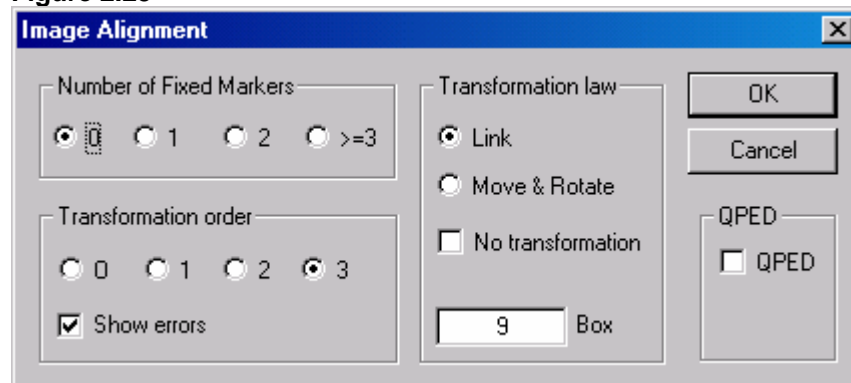 Image Alignment
Number of Fixed Markers
0 1 2 >=3
Transformation order
0 1 2 3
Show errors
Transformation law
Link
Move & Rotate
No transformation
9 Box
OK
Cancel
QPED
QPED